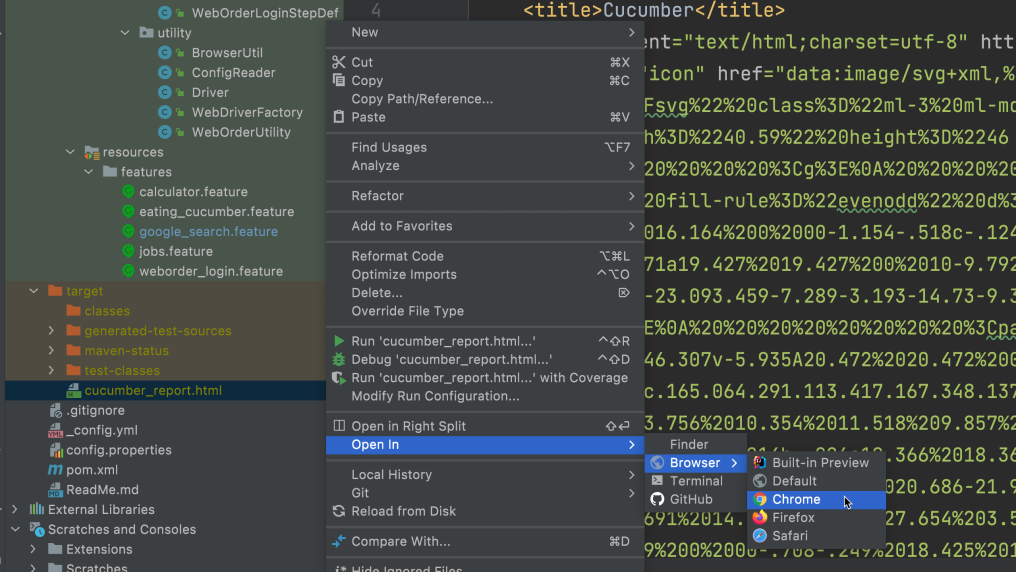 WebOrderLoginStepDef
utility
BrowserUtil
ConfigReader
Driver
WebDriverFactory
WebOrderUtility
resources
features
calculator.feature
eating_cucumber.feature
google_search.feature
jobs.feature
weborder_login.feature
target
classes
generated-test-sources
maven-status
test-classes
cucumber_report.html
.gitignore
_config.yml
config.properties
pom.xml
ReadMe.md
External Libraries
Scratches and Consoles
Extensions
Scratches
New
Cut ⌘X
Copy ⌘C
Copy Path/Reference...
Paste ⌘V
Find Usages ⌥F7
Analyze
Refactor
Add to Favorites
Reformat Code ⌥⌘L
Optimize Imports ⌃⌥O
Delete... ⌦
Override File Type
Run 'cucumber_report.html...' ⌃⇧R
Debug 'cucumber_report.html...' ⌃⇧D
Run 'cucumber_report.html...' with Coverage
Modify Run Configuration...
Open in Right Split ⇧⏎
Open In
Local History
Git
Reload from Disk
Compare With... ⌘D
Hide Ignored Files
Finder
Browser
Terminal
GitHub
Built-in Preview
Default
Chrome
Firefox
Safari
4 <title>Cucumber</title>
ent="text/html;charset=utf-8" htt
"icon" href="data:image/svg+xml,%
Fsvg%22%20class%3D%22ml-3%20ml-mo
h%3D%2240.59%22%20height%3D%2246
%20%20%20%20%3Cg%3E%0A%20%20%20%20
20fill-rule%3D%22evenodd%22%20d%3
016.164%200%2000-1.154-.518c-.124
71a19.427%2019.427%200%2010-9.792
-23.093.459-7.289-3.193-14.73-9.3
E%0A%20%20%20%20%20%20%20%20%3Cpa
46.307v-5.935A20.472%2020.472%200
c.165.064.291.113.417.167.348.137
3.756%2010.354%2011.518%209.857%2
.366%2018.36
020.686-21.9
691%2014.
27.654%203.5
9%200%2000-.708-.249%2018.425%201